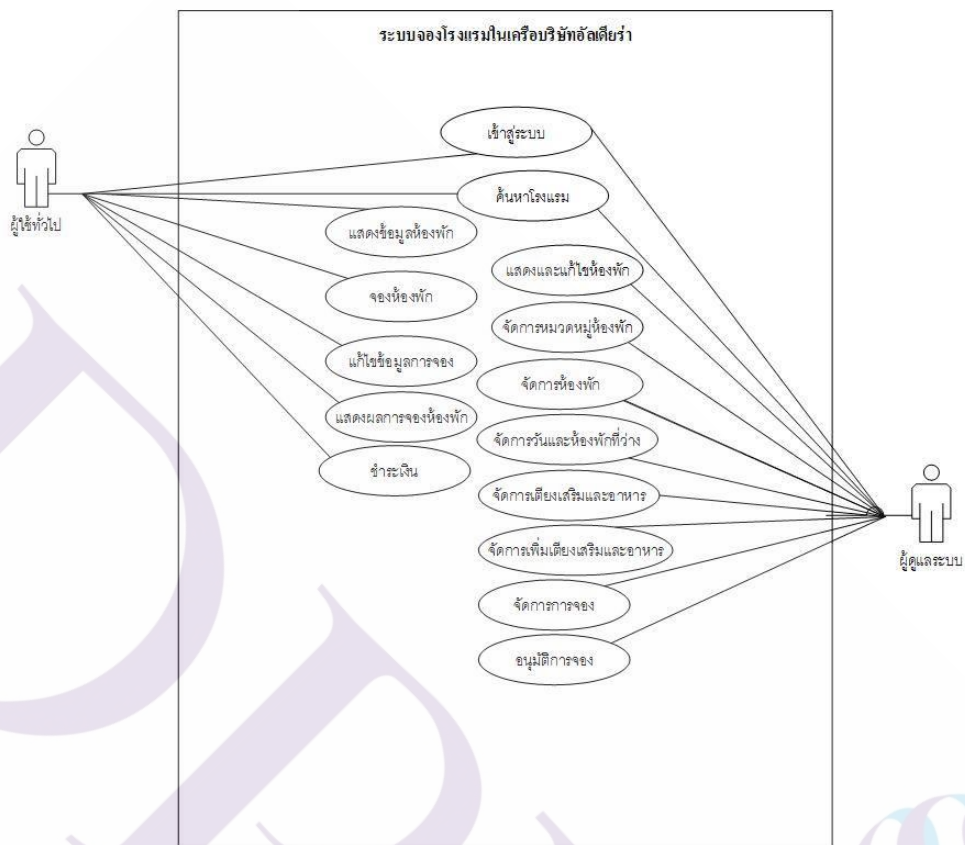 ระบบจองโรงแรมในเครือบริษัทอัลเตียร่า
เข้าสู่ระบบ
ค้นหาโรงแรม
ผู้ใช้ทั่วไป
แสดงข้อมูลห้องพัก
แสดงและแก้ไขห้องพัก
จองห้องพัก
จัดการหมวดหมู่ห้องพัก
แก้ไขข้อมูลการจอง
จัดการห้องพัก
แสดงผลการจองห้องพัก
จัดการวันและห้องพักที่ว่าง
ชำระเงิน
จัดการเตียงเสริมและอาหาร
จัดการเพิ่มเตียงเสริมและอาหาร
ผู้ดูแลระบบ
จัดการการจอง
อนุมัติการจอง